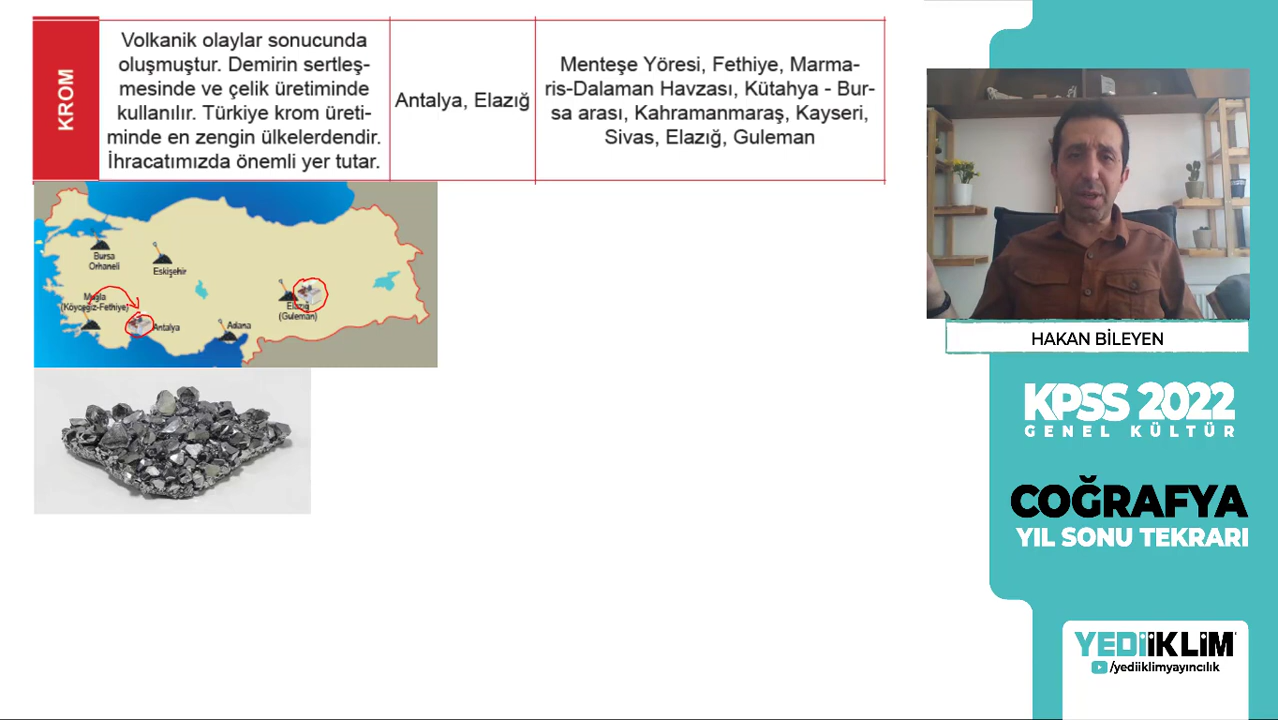 KROM
Volkanik olaylar sonucunda
oluşmuştur. Demirin sertleş-
mesinde ve çelik üretiminde
kullanılır. Türkiye krom üreti-
minde en zengin ülkelerdendir.
İhracatımızda önemli yer tutar.
Antalya, Elazığ
Menteşe Yöresi, Fethiye, Marma-
ris-Dalaman Havzası, Kütahya - Bur-
sa arası, Kahramanmaraş, Kayseri,
Sivas, Elazığ, Guleman
Bursa
Orhaneli
Eskişehir
Muğla
(Köyceğiz-Fethiye)
Antalya
Adana
Elazığ
(Guleman)
HAKAN BİLEYEN
KPSS 2022
GENEL KÜLTÜR
COĞRAFYA
YIL SONU TEKRARI
YEDİİKLİM
/yediiklimyayıncılık